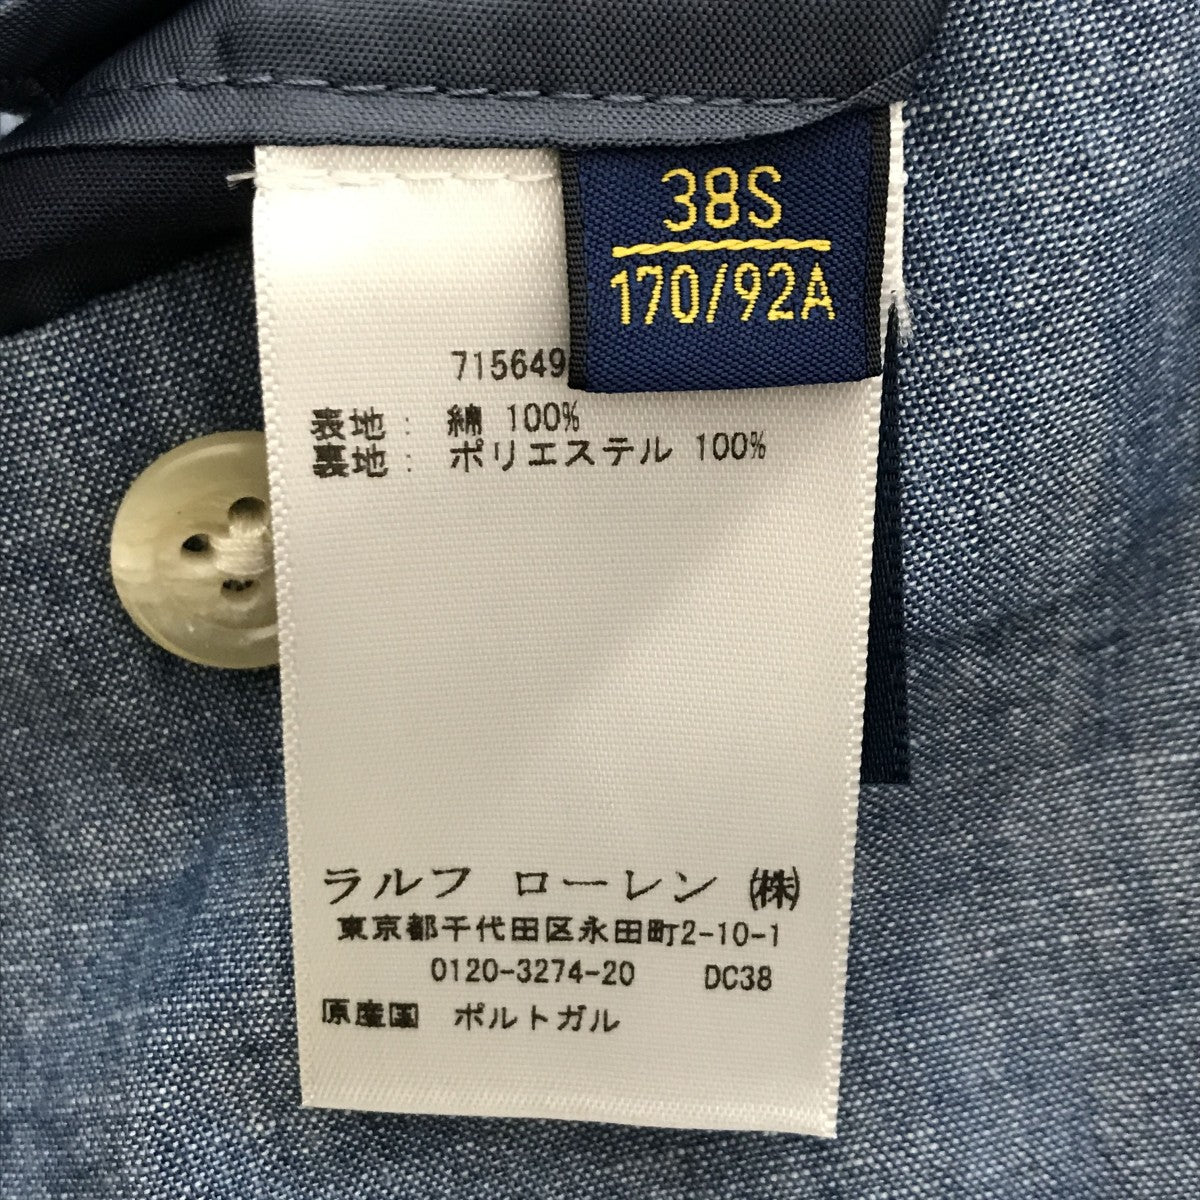 38S
170/92A
715649
表地: 綿 100%
裏地: ポリエステル 100%
ラルフ ローレン ㈱
東京都千代田区永田町2-10-1
0120-3274-20 DC38
原産国 ポルトガル